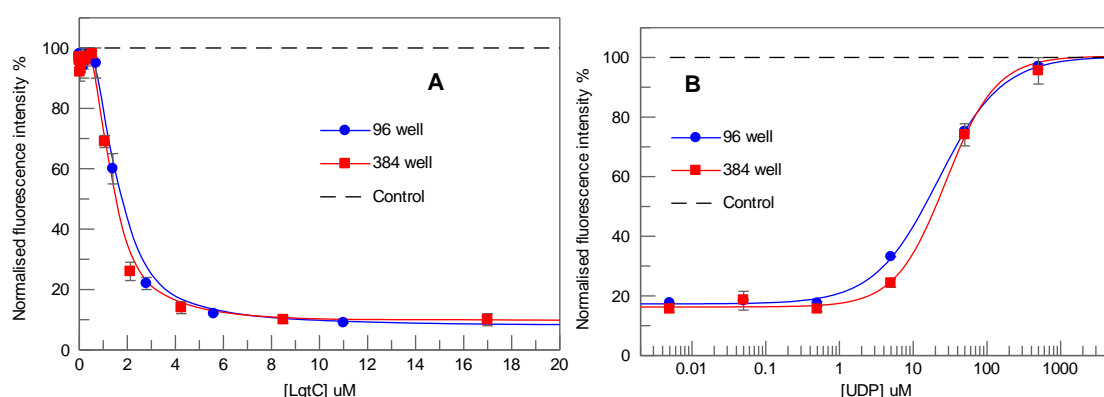 Normalised fluorescence intensity %
100
80
60
40
20
0
A
96 well
384 well
Control
0 2 4 6 8 10 12 14 16 18 20
[LgtC] uM
Normalised fluorescence intensity %
100
80
60
40
20
0
B
96 well
384 well
Control
0.01 0.1 1 10 100 1000
[UDP] uM